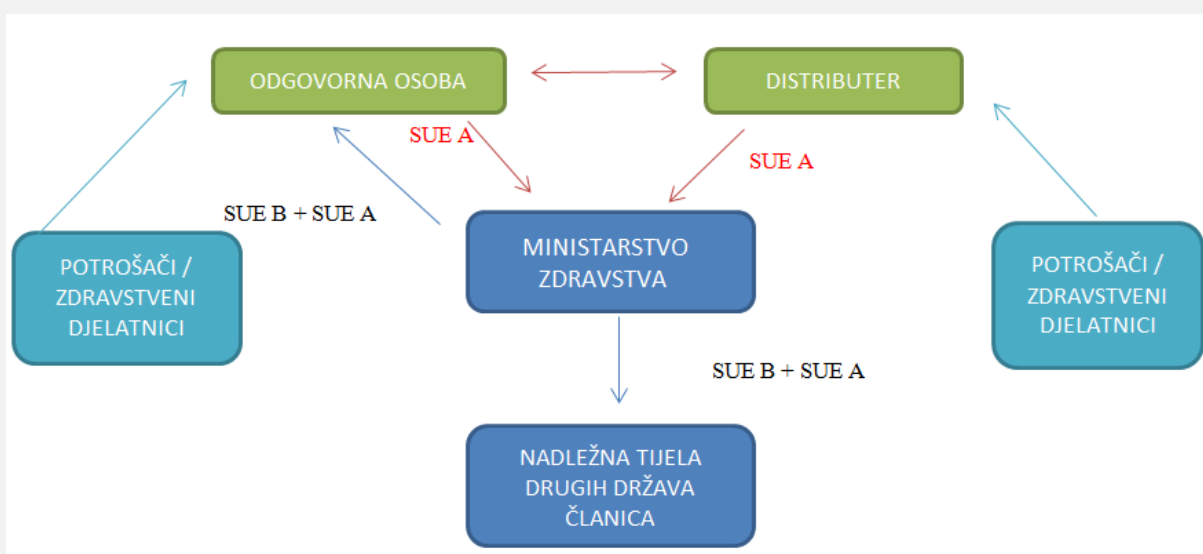 ODGOVORNA OSOBA
DISTRIBUTER
SUE A
SUE A
SUE B + SUE A
POTROŠAČI /
ZDRAVSTVENI
DJELATNICI
MINISTARSTVO
ZDRAVSTVA
POTROŠAČI /
ZDRAVSTVENI
DJELATNICI
SUE B + SUE A
NADLEŽNA TIJELA
DRUGIH DRŽAVA
ČLANICA